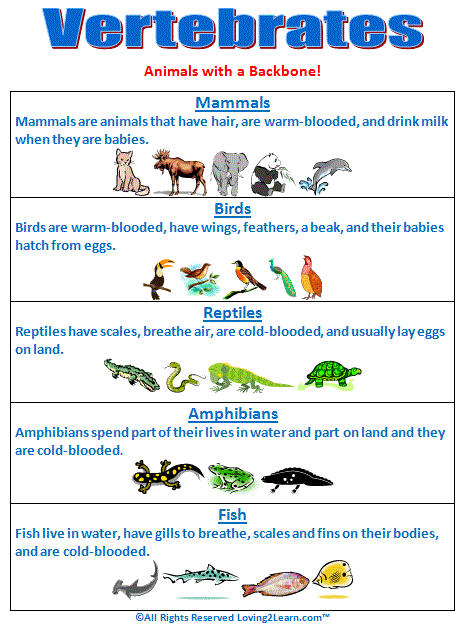 Vertebrates
Animals with a Backbone!
Mammals
Mammals are animals that have hair, are warm-blooded, and drink milk
when they are babies.
Birds
Birds are warm-blooded, have wings, feathers, a beak, and their babies
hatch from eggs.
Reptiles
Reptiles have scales, breathe air, are cold-blooded, and usually lay eggs
on land.
Amphibians
Amphibians spend part of their lives in water and part on land and they
are cold-blooded.
Fish
Fish live in water, have gills to breathe, scales and fins on their bodies,
and are cold-blooded.
©All Rights Reserved Loving2Learn.com™